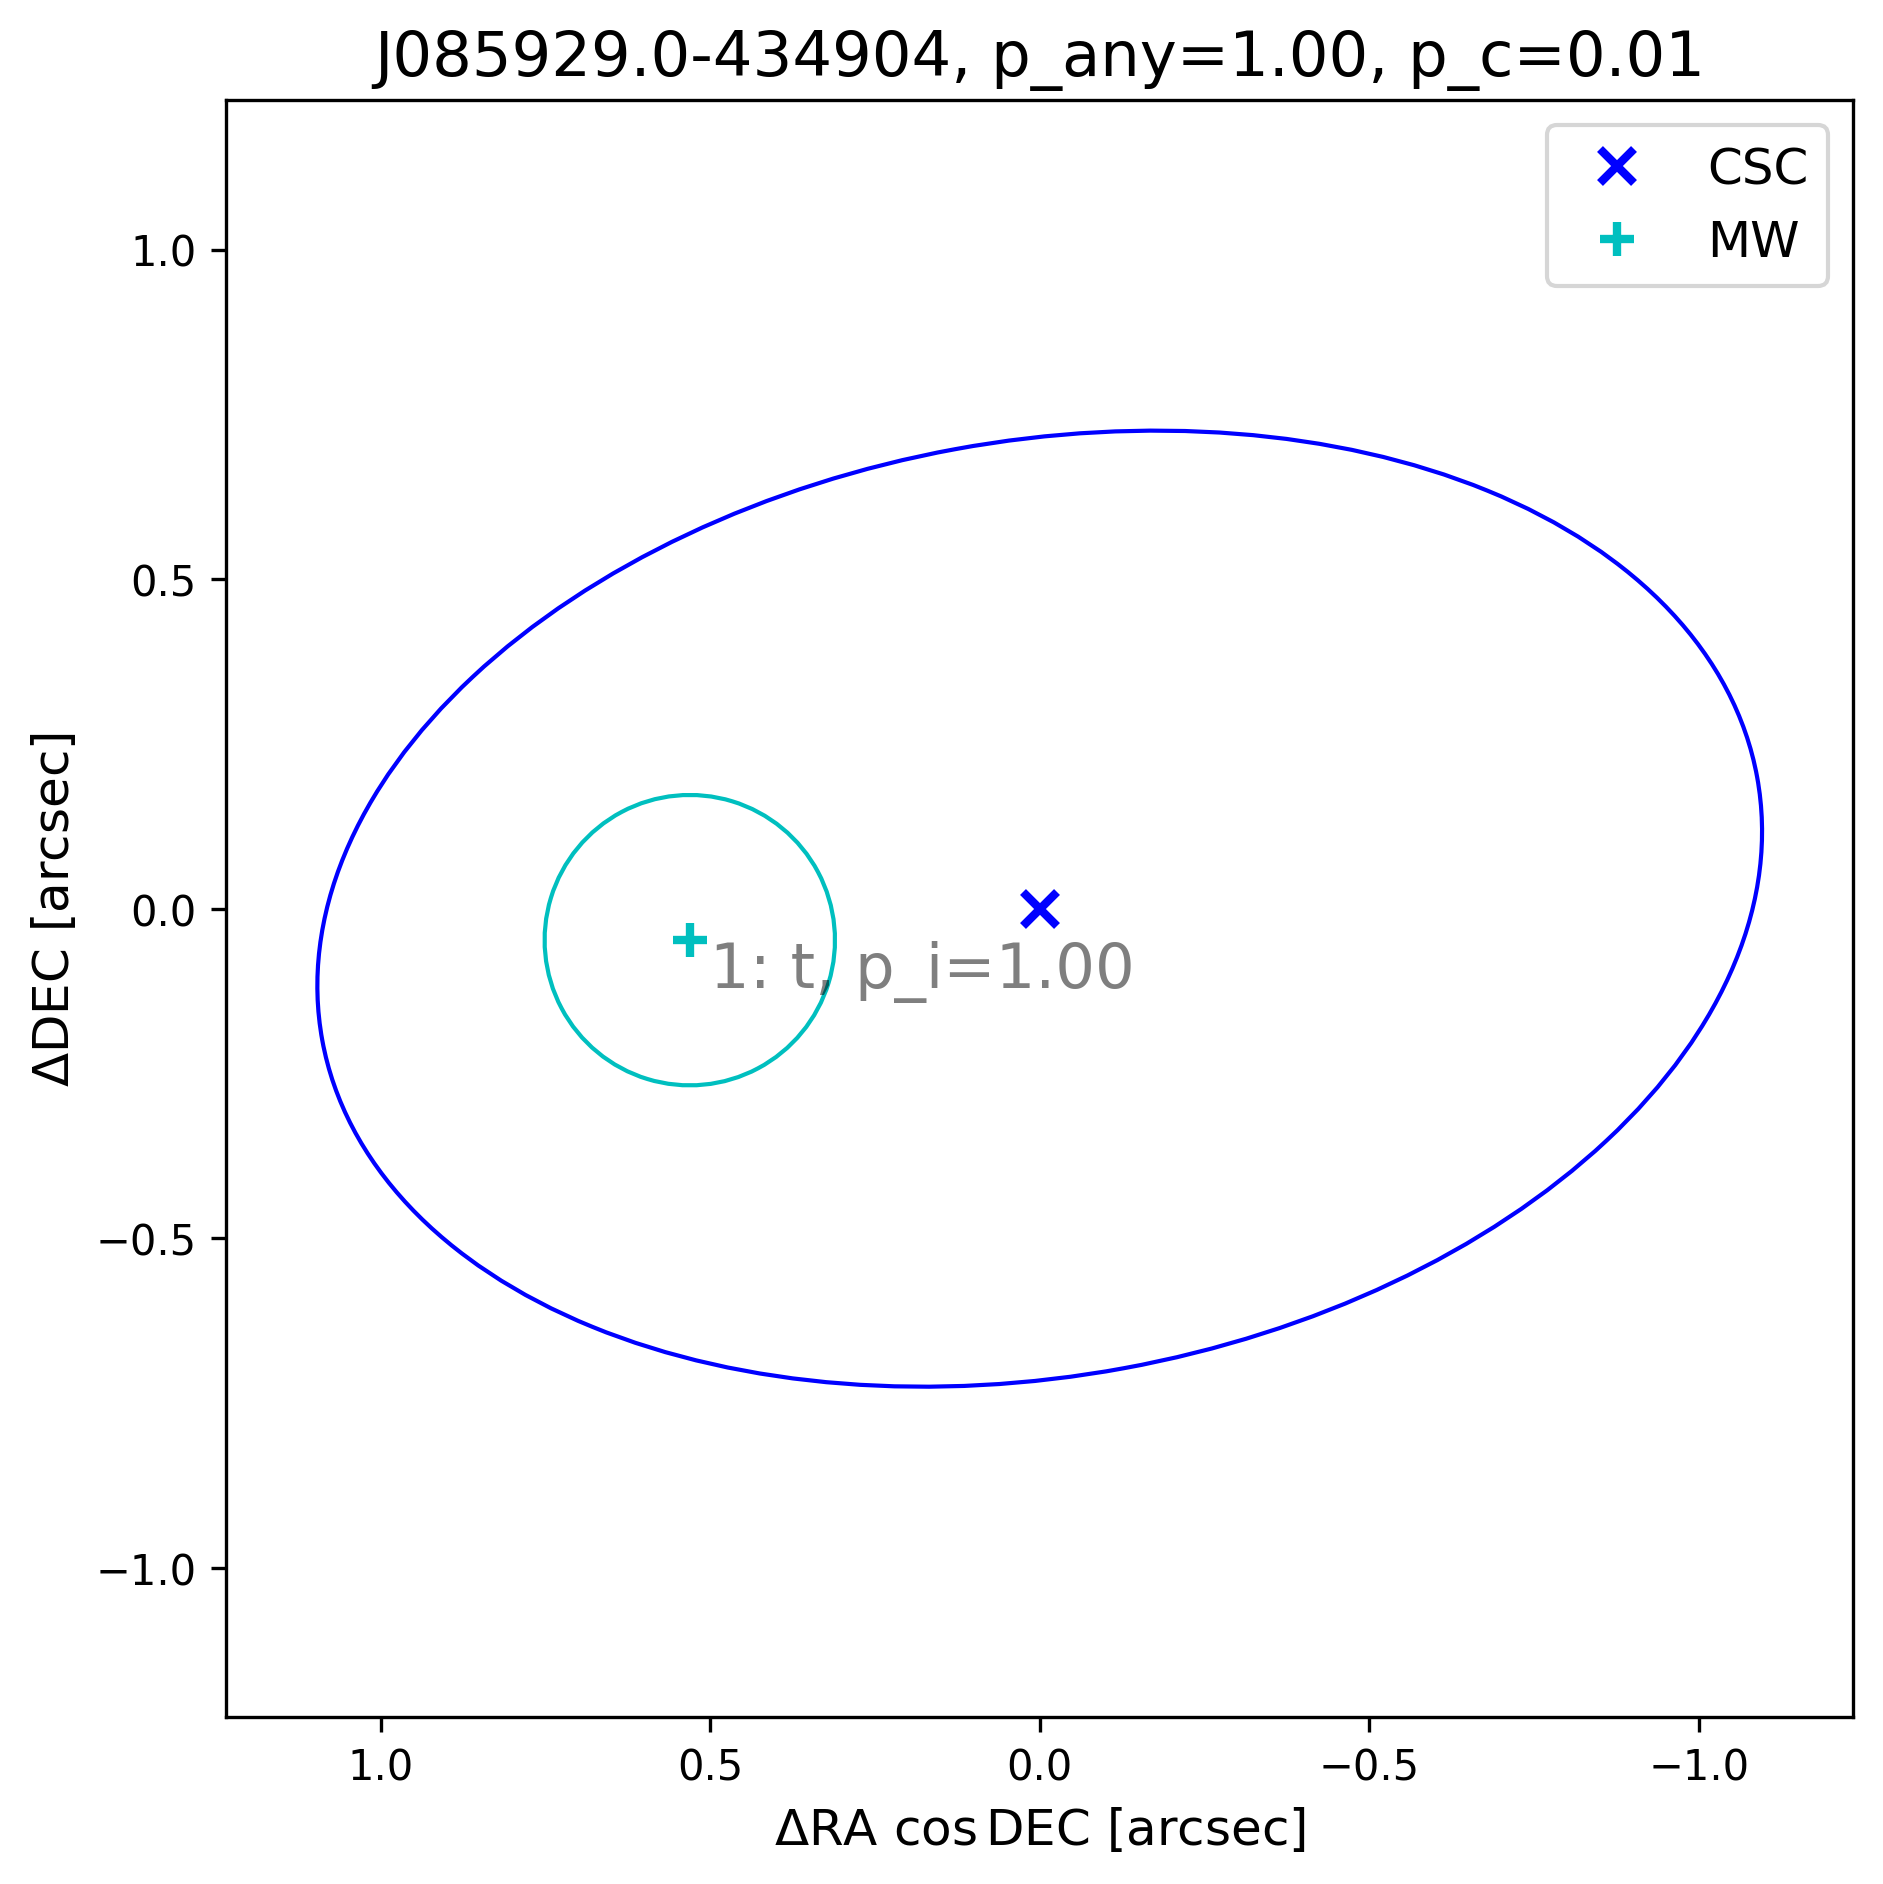 J085929.0-434904, p_any=1.00, p_c=0.01
CSC
MW
1.0
0.5
0.0
−0.5
−1.0
ΔDEC [arcsec]
1: t, p_i=1.00
1.0 0.5 0.0 −0.5 −1.0
ΔRA cos DEC [arcsec]